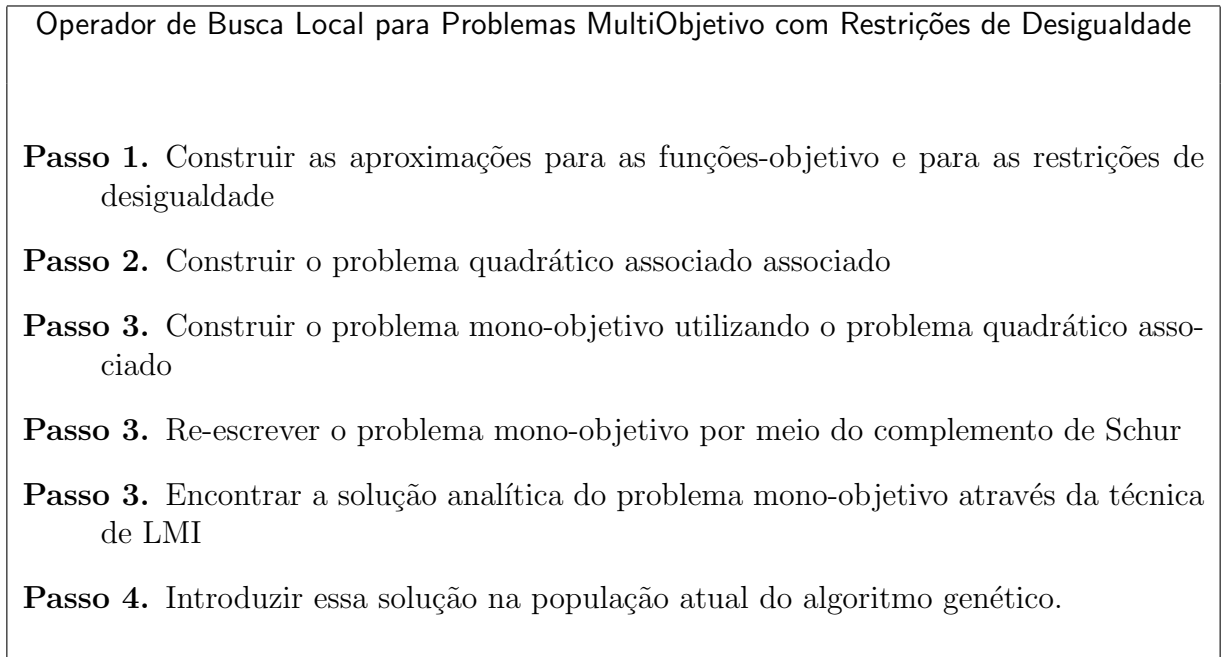 Operador de Busca Local para Problemas MultiObjetivo com Restrições de Desigualdade
Passo 1. Construir as aproximações para as funções-objetivo e para as restrições de
desigualdade
Passo 2. Construir o problema quadrático associado associado
Passo 3. Construir o problema mono-objetivo utilizando o problema quadrático asso-
ciado
Passo 3. Re-escrever o problema mono-objetivo por meio do complemento de Schur
Passo 3. Encontrar a solução analítica do problema mono-objetivo através da técnica
de LMI
Passo 4. Introduzir essa solução na população atual do algoritmo genético.